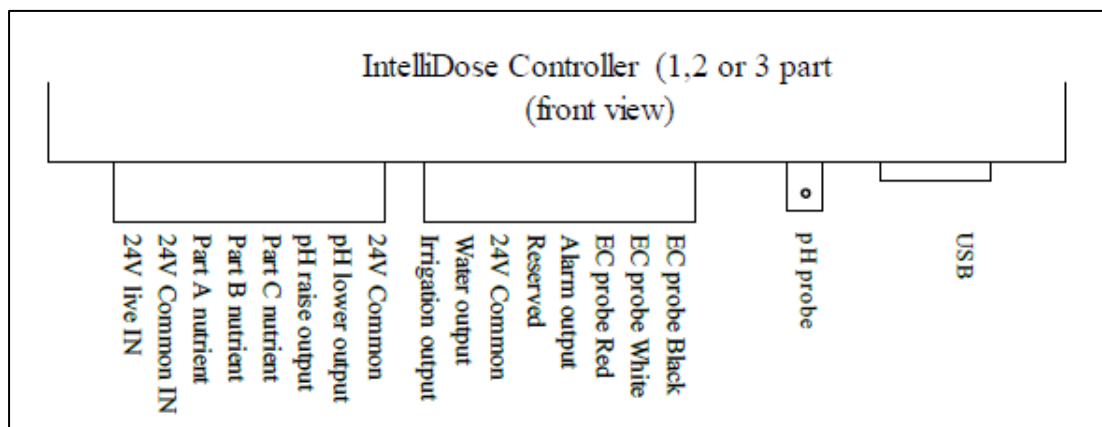 IntelliDose Controller (1,2 or 3 part
(front view)
24V live IN
24V Common IN
Part A nutrient
Part B nutrient
Part C nutrient
pH raise output
pH lower output
24V Common
Irrigation output
Water output
24V Common
Reserved
Alarm output
EC probe Red
EC probe White
EC probe Black
pH probe
USB